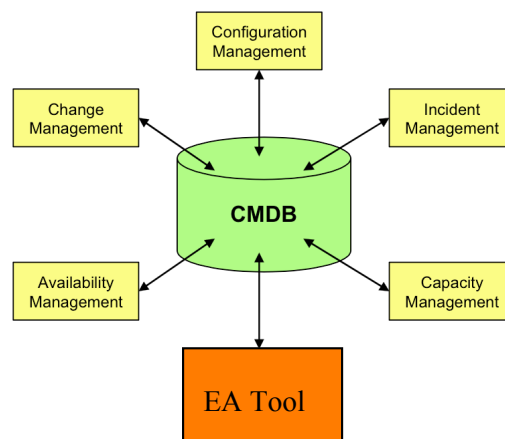 Configuration
Management
Change
Management
Incident
Management
CMDB
Availability
Management
Capacity
Management
EA Tool